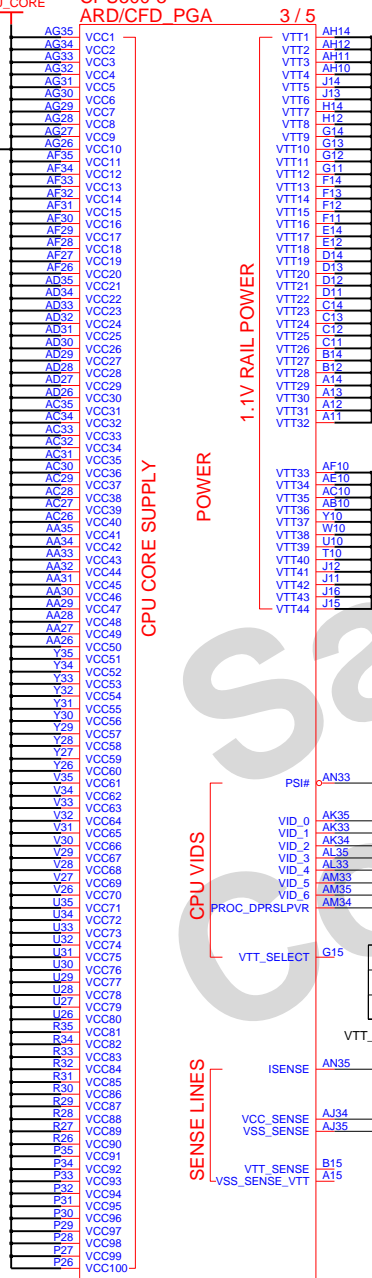 ARD/CFD_PGA 3 / 5
AG35 VCC1
AG34 VCC2
AG33 VCC3
AG32 VCC4
AG31 VCC5
AG30 VCC6
AG29 VCC7
AG28 VCC8
AG27 VCC9
AG26 VCC10
AF35 VCC11
AF34 VCC12
AF33 VCC13
AF32 VCC14
AF31 VCC15
AF30 VCC16
AF29 VCC17
AF28 VCC18
AF27 VCC19
AF26 VCC20
AD35 VCC21
AD34 VCC22
AD33 VCC23
AD32 VCC24
AD31 VCC25
AD30 VCC26
AD29 VCC27
AD28 VCC28
AD27 VCC29
AD26 VCC30
AC35 VCC31
AC34 VCC32
AC33 VCC33
AC32 VCC34
AC31 VCC35
AC30 VCC36
AC29 VCC37
AC28 VCC38
AC27 VCC39
AC26 VCC40
AA35 VCC41
AA34 VCC42
AA33 VCC43
AA32 VCC44
AA31 VCC45
AA30 VCC46
AA29 VCC47
AA28 VCC48
AA27 VCC49
AA26 VCC50
Y35 VCC51
Y34 VCC52
Y33 VCC53
Y32 VCC54
Y31 VCC55
Y30 VCC56
Y29 VCC57
Y28 VCC58
Y27 VCC59
Y26 VCC60
V35 VCC61
V34 VCC62
V33 VCC63
V32 VCC64
V31 VCC65
V30 VCC66
V29 VCC67
V28 VCC68
V27 VCC69
V26 VCC70
U35 VCC71
U34 VCC72
U33 VCC73
U32 VCC74
U31 VCC75
U30 VCC76
U29 VCC77
U28 VCC78
U27 VCC79
U26 VCC80
R35 VCC81
R34 VCC82
R33 VCC83
R32 VCC84
R31 VCC85
R30 VCC86
R29 VCC87
R28 VCC88
R27 VCC89
R26 VCC90
P35 VCC91
P34 VCC92
P33 VCC93
P32 VCC94
P31 VCC95
P30 VCC96
P29 VCC97
P28 VCC98
P27 VCC99
P26 VCC100
CPU CORE SUPPLY
POWER
1.1V RAIL POWER
VTT1 AH14
VTT2 AH12
VTT3 AH11
VTT4 AH10
VTT5 J14
VTT6 J13
VTT7 H14
VTT8 H12
VTT9 G14
VTT10 G13
VTT11 G12
VTT12 G11
VTT13 F14
VTT14 F13
VTT15 F12
VTT16 F11
VTT17 E14
VTT18 E12
VTT19 D14
VTT20 D13
VTT21 D12
VTT22 D11
VTT23 C14
VTT24 C13
VTT25 C12
VTT26 C11
VTT27 B14
VTT28 B12
VTT29 A14
VTT30 A13
VTT31 A12
VTT32 A11
VTT33 AF10
VTT34 AE10
VTT35 AC10
VTT36 AB10
VTT37 Y10
VTT38 W10
VTT39 U10
VTT40 T10
VTT41 J12
VTT42 J11
VTT43 J16
VTT44 J15
CPU VIDS
PSI# AN33
VID_0 AK35
VID_1 AK33
VID_2 AK34
VID_3 AL35
VID_4 AL33
VID_5 AM33
VID_6 AM35
PROC_DPRSLPVR AM34
VTT_SELECT G15
VTT_
SENSE LINES
ISENSE AN35
VCC_SENSE AJ34
VSS_SENSE AJ35
VTT_SENSE B15
VSS_SENSE_VTT A15